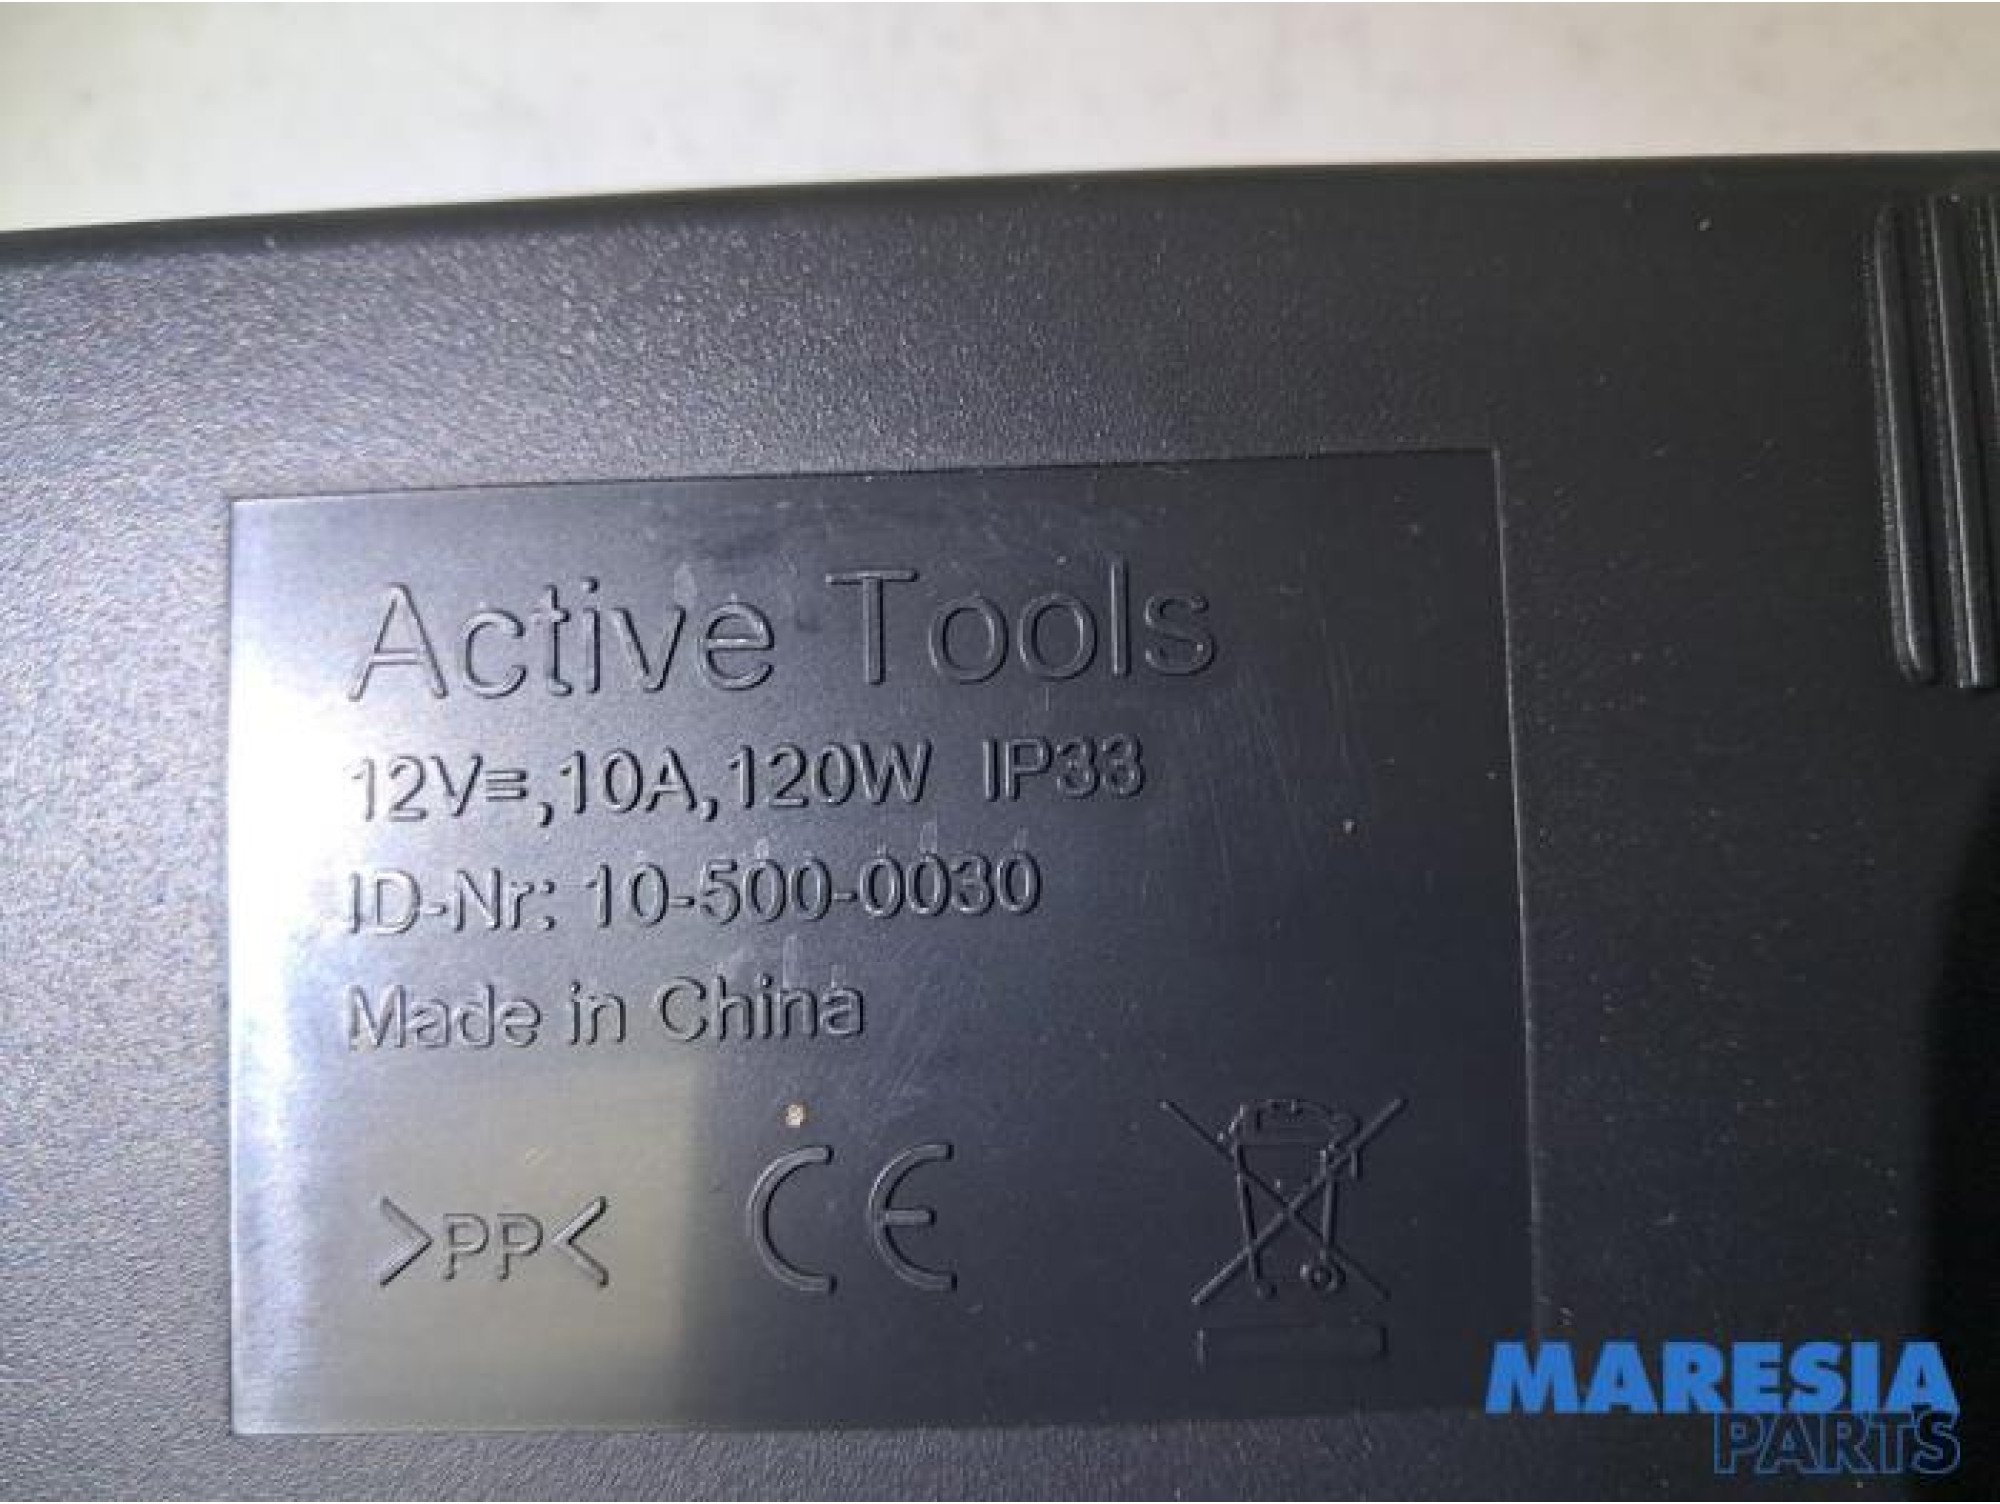 Active Tools
12V=,10A,120W IP33
ID-Nr: 10-500-0030
Made in China
>PP< CE
MARESIA
PARTS